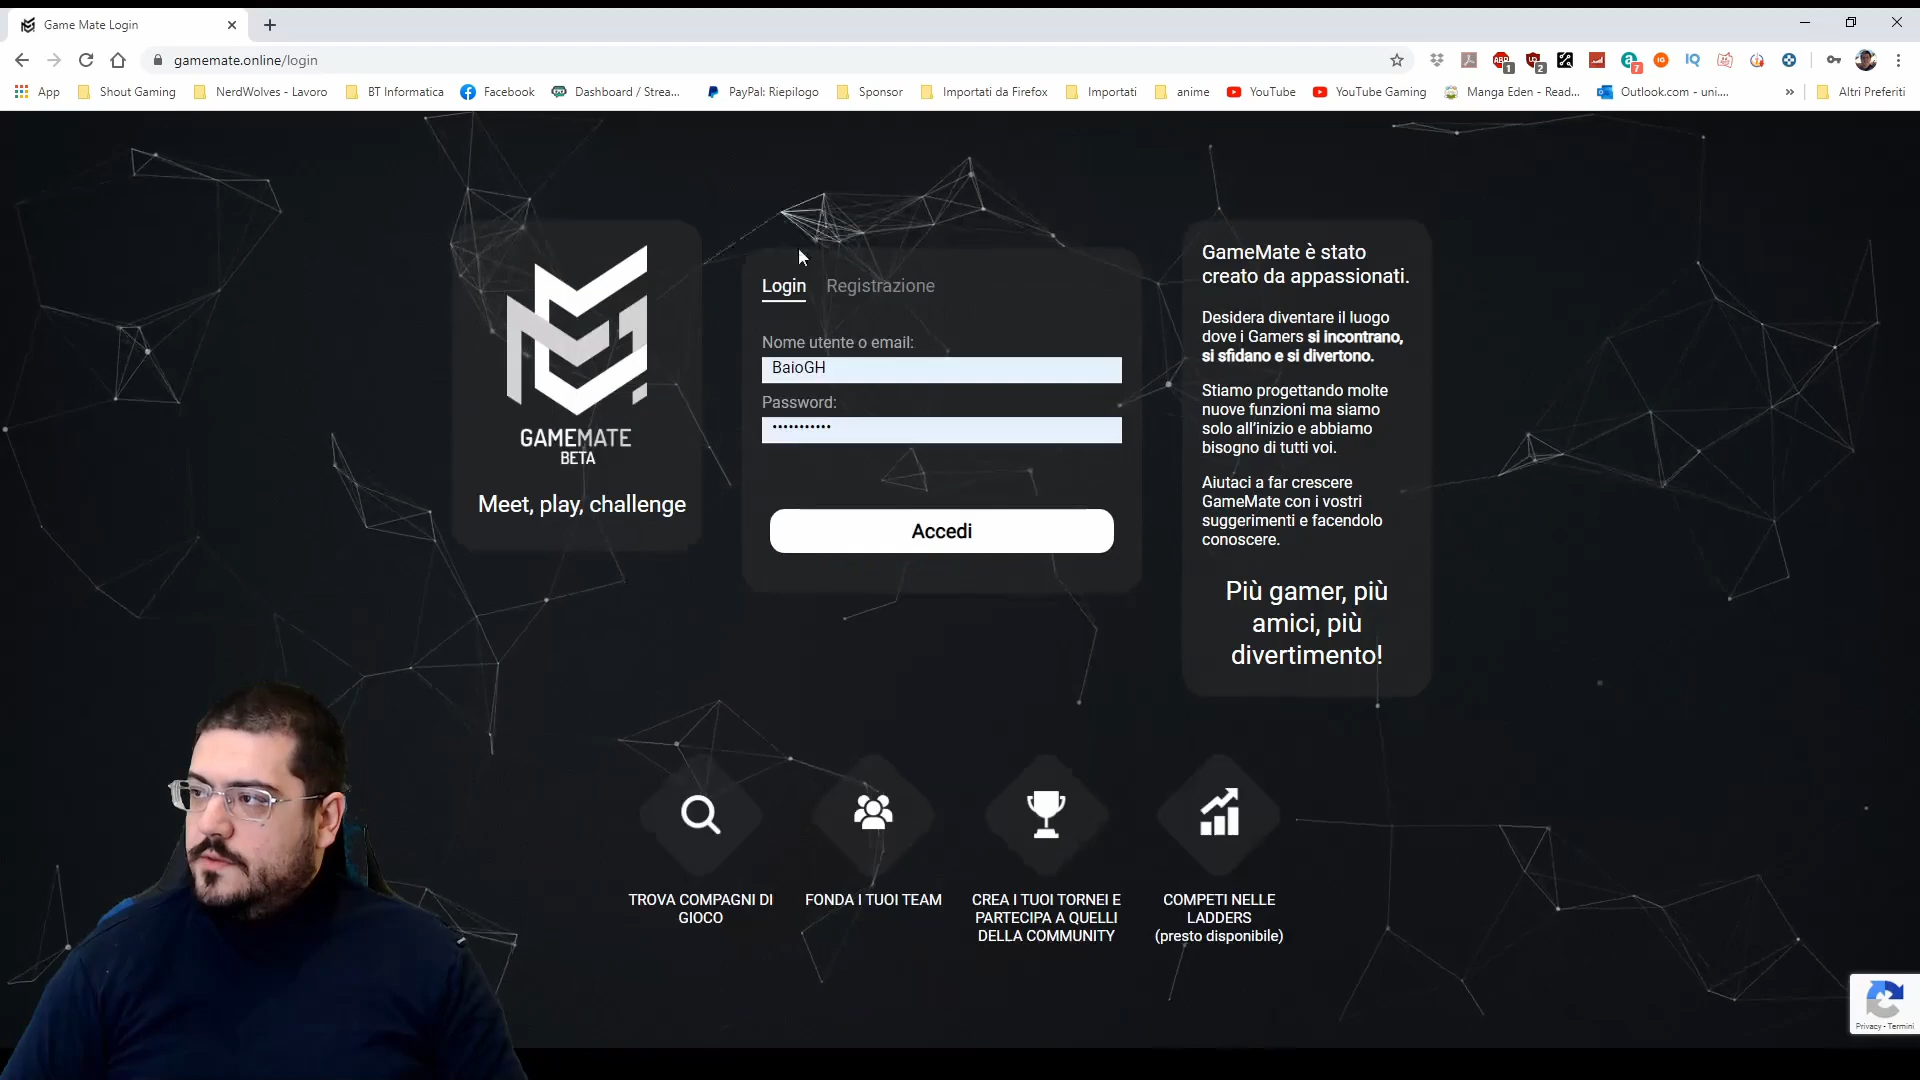 Game Mate Login
gamemate.online/login
1
2
7
App
Shout Gaming
NerdWolves - Lavoro
BT Informatica
Facebook
Dashboard / Strea...
PayPal: Riepilogo
Sponsor
Importati da Firefox
Importati
anime
YouTube
YouTube Gaming
Manga Eden - Read...
Outlook.com - uni....
»
Altri Preferiti
GAMEMATE
BETA
Meet, play, challenge
Login Registrazione
Nome utente o email:
BaioGH
Password:
•••••••••••
Accedi
GameMate è stato
creato da appassionati.
Desidera diventare il luogo
dove i Gamers si incontrano,
si sfidano e si divertono.
Stiamo progettando molte
nuove funzioni ma siamo
solo all'inizio e abbiamo
bisogno di tutti voi.
Aiutaci a far crescere
GameMate con i vostri
suggerimenti e facendolo
conoscere.
Più gamer, più
amici, più
divertimento!
TROVA COMPAGNI DI
GIOCO
FONDA I TUOI TEAM
CREA I TUOI TORNEI E
PARTECIPA A QUELLI
DELLA COMMUNITY
COMPETI NELLE
LADDERS
(presto disponibile)
Privacy - Termini